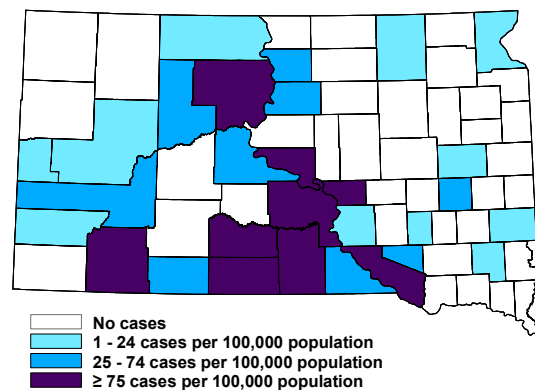 No cases
1 - 24 cases per 100,000 population
25 - 74 cases per 100,000 population
≥ 75 cases per 100,000 population